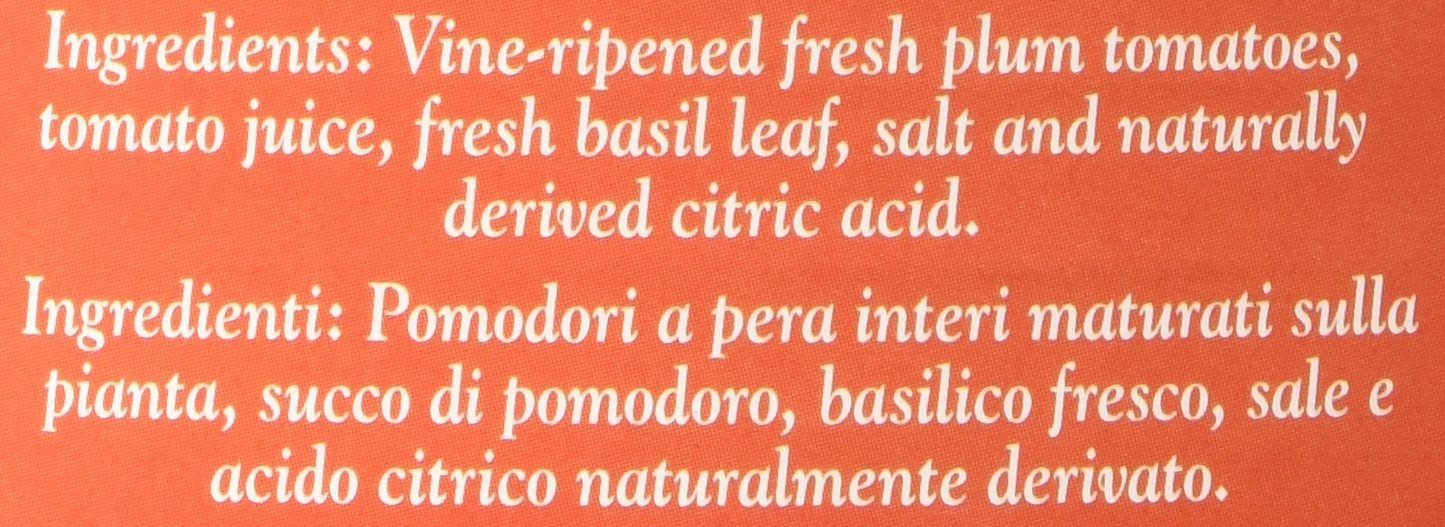 Ingredients: Vine-ripened fresh plum tomatoes,
tomato juice, fresh basil leaf, salt and naturally
derived citric acid.
Ingredienti: Pomodori a pera interi maturati sulla
pianta, succo di pomodoro, basilico fresco, sale e
acido citrico naturalmente derivato.